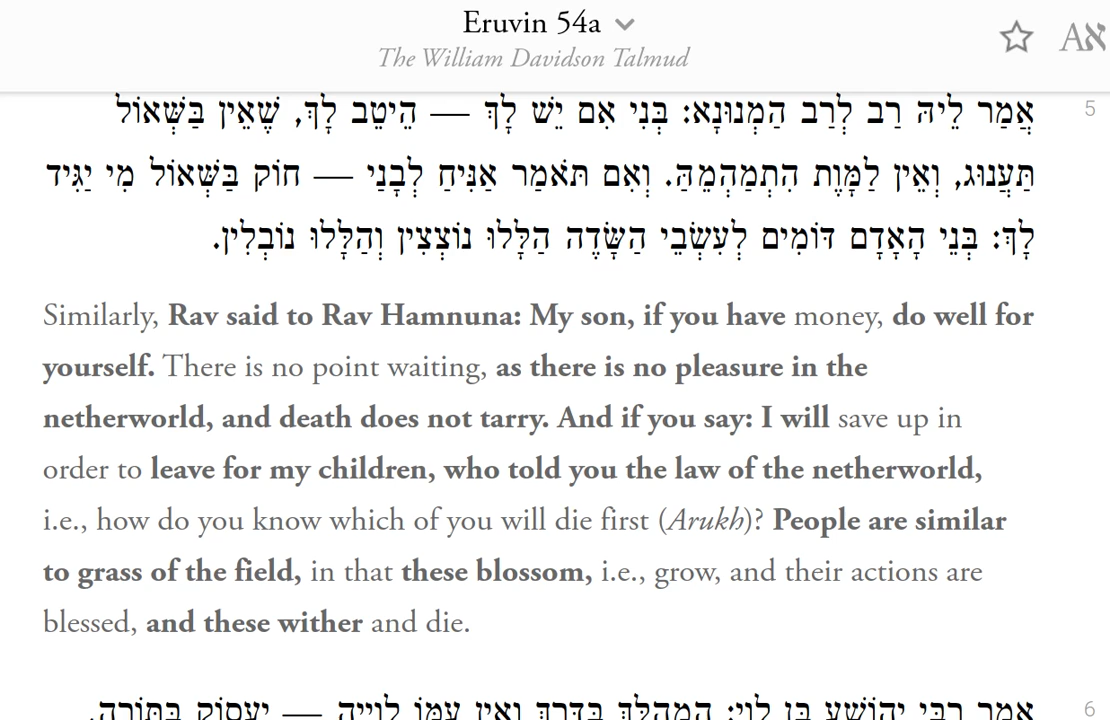 Eruvin 54a
The William Davidson Talmud
Aא
אֲמַר לֵיהּ רַב לְרַב הַמְנוּנָא: בְּנִי אִם יֵשׁ לָךְ — הֵיטֵב לָךְ, שֶׁאֵין בַּשְּׁאוֹל
5
תַּעֲנוּג, וְאֵין לַמָּוֶת הִתְמַהְמֵהַּ. וְאִם תֹּאמַר אַנִּיחַ לְבָנַי — חוֹק בַּשְּׁאוֹל מִי יַגִּיד
לָךְ: בְּנֵי הָאָדָם דּוֹמִים לְעִשְׂבֵי הַשָּׂדֶה הַלָּלוּ נוֹצְצִין וְהַלָּלוּ נוֹבְלִין.
Similarly, Rav said to Rav Hamnuna: My son, if you have money, do well for
yourself. There is no point waiting, as there is no pleasure in the
netherworld, and death does not tarry. And if you say: I will save up in
order to leave for my children, who told you the law of the netherworld,
i.e., how do you know which of you will die first (Arukh)? People are similar
to grass of the field, in that these blossom, i.e., grow, and their actions are
blessed, and these wither and die.
אָמַר רַבִּי יְהוֹשֻׁעַ בֶּן לֵוִי: הַמְהַלֵּךְ בַּדֶּרֶךְ וְאֵין עִמּוֹ לְוָיָיה — יַעֲסוֹק בַּתּוֹרָה,
6